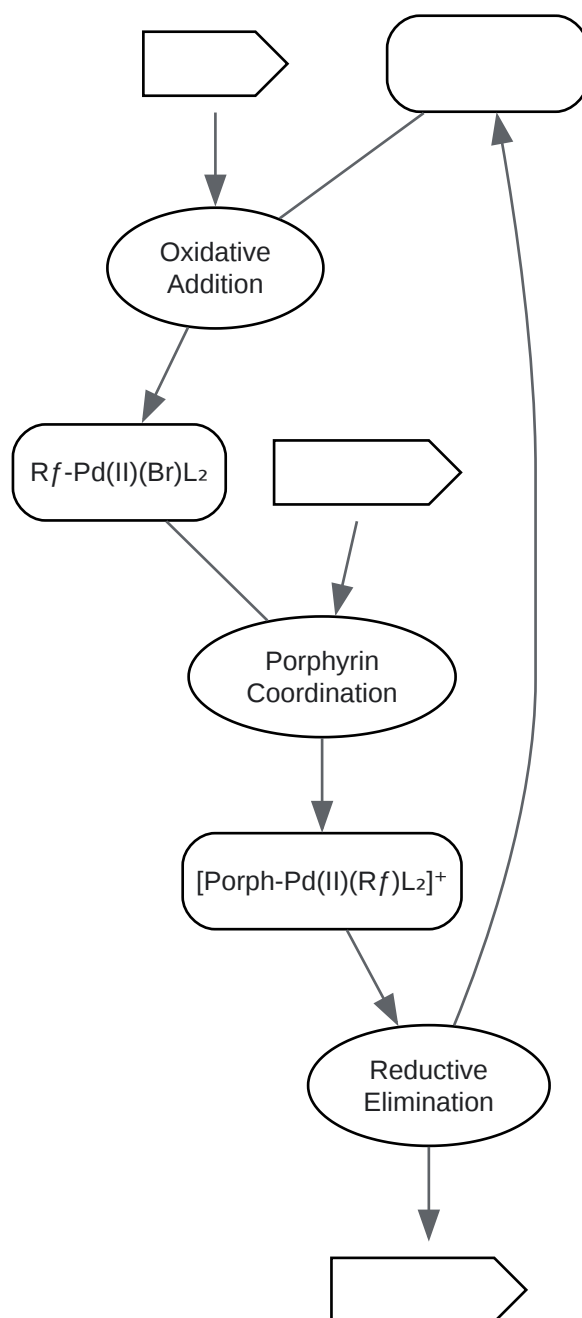 Oxidative
Addition
Rƒ-Pd(II)(Br)L₂
Porphyrin
Coordination
[Porph-Pd(II)(Rƒ)L₂]⁺
Reductive
Elimination